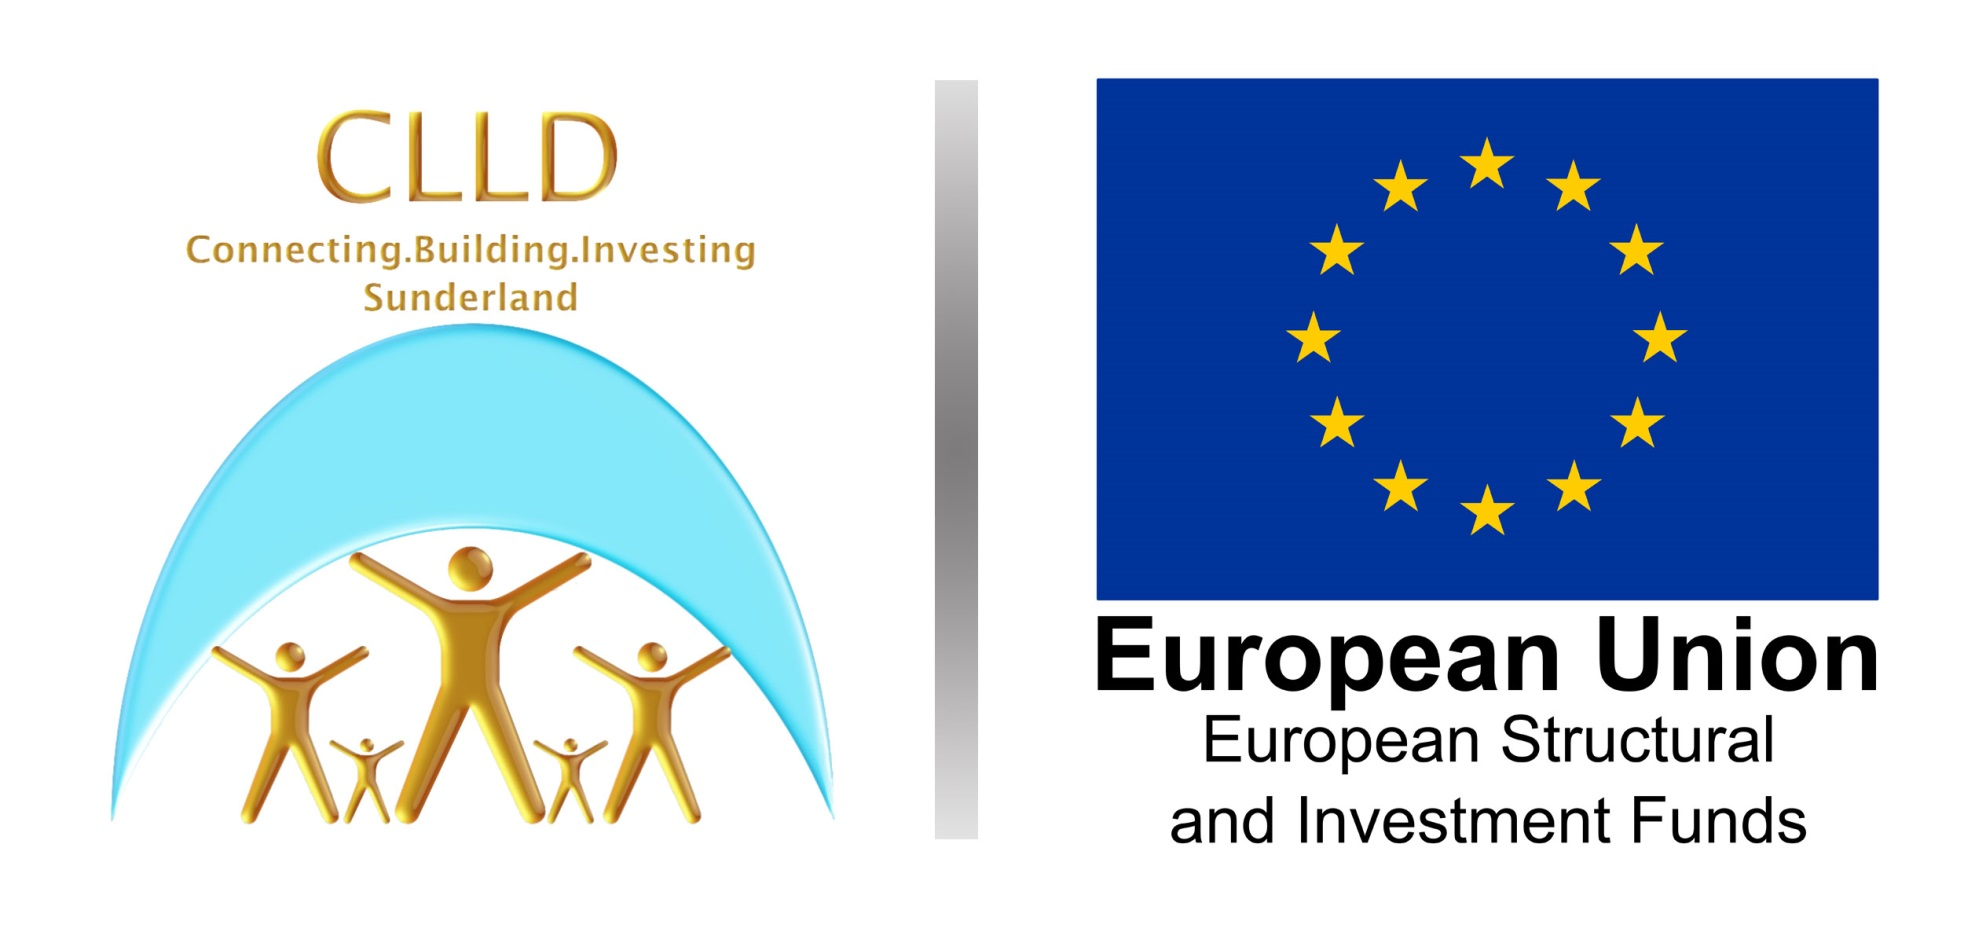 CLLD
Connecting.Building.Investing
Sunderland
European Union
European Structural
and Investment Funds